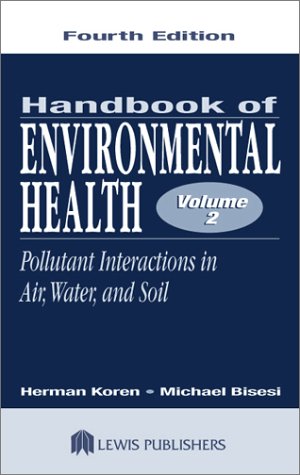 Fourth Edition
Handbook of
ENVIRONMENTAL
HEALTH
Volume
2
Pollutant Interactions in
Air, Water, and Soil
Herman Koren • Michael Bisesi
LEWIS PUBLISHERS